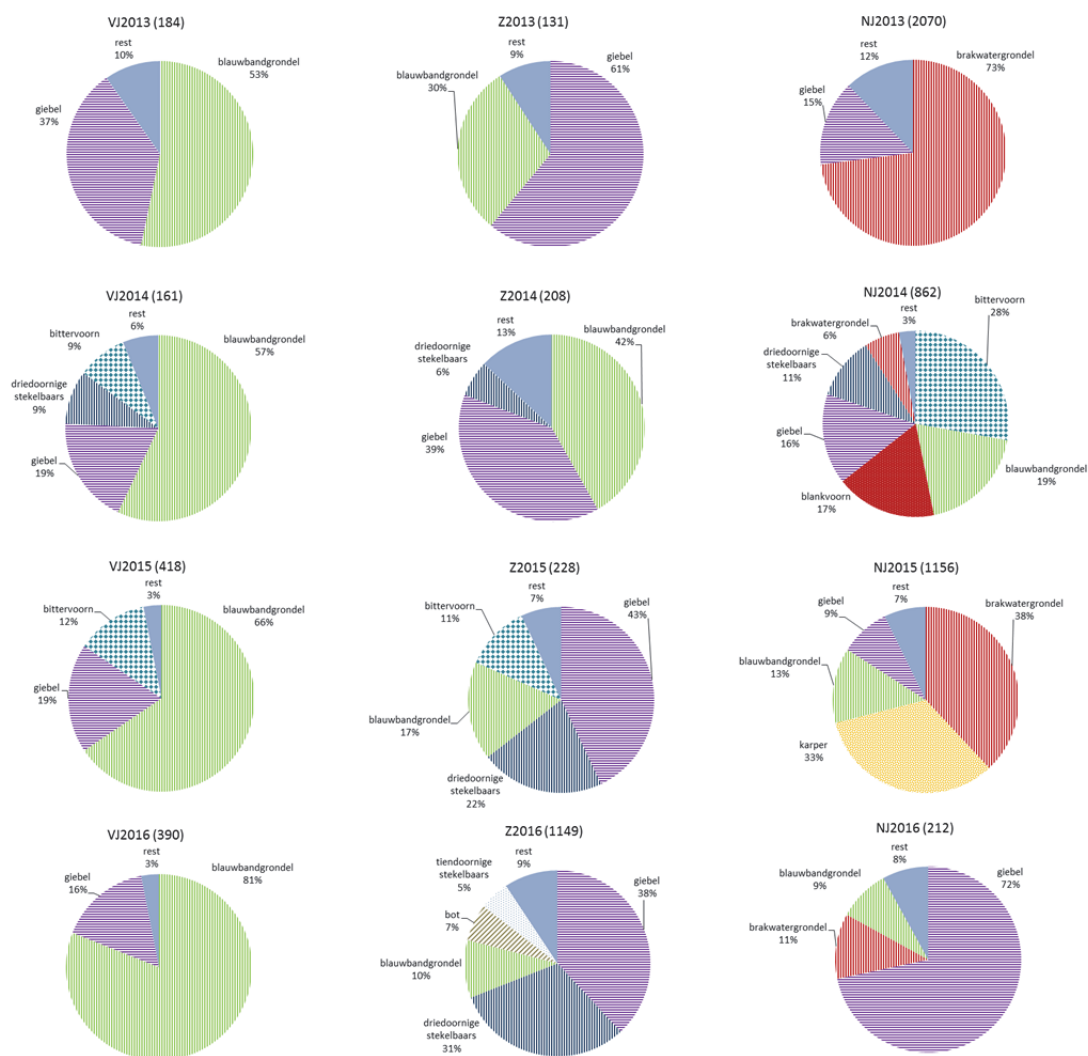 VJ2013 (184)
rest
10%
blauwbandgrondel
53%
giebel
37%
Z2013 (131)
rest
9%
giebel
61%
blauwbandgrondel
30%
NJ2013 (2070)
rest
12%
brakwatergrondel
73%
giebel
15%
VJ2014 (161)
rest
6%
bittervoorn
9%
blauwbandgrondel
57%
driedoornige
stekelbaars
9%
giebel
19%
Z2014 (208)
rest
13%
blauwbandgrondel
42%
driedoornige
stekelbaars
6%
giebel
39%
NJ2014 (862)
rest
3%
bittervoorn
28%
brakwatergrondel
6%
driedoornige
stekelbaars
11%
giebel
16%
blankvoorn
17%
blauwbandgrondel
19%
VJ2015 (418)
rest
3%
bittervoorn
12%
blauwbandgrondel
66%
giebel
19%
Z2015 (228)
rest
7%
bittervoorn
11%
giebel
43%
blauwbandgrondel
17%
driedoornige
stekelbaars
22%
NJ2015 (1156)
rest
7%
giebel
9%
brakwatergrondel
38%
blauwbandgrondel
13%
karper
33%
VJ2016 (390)
rest
3%
blauwbandgrondel
81%
giebel
16%
Z2016 (1149)
rest
9%
tiendoornige
stekelbaars
5%
giebel
38%
bot
7%
blauwbandgrondel
10%
driedoornige
stekelbaars
31%
NJ2016 (212)
rest
8%
blauwbandgrondel
9%
giebel
72%
brakwatergrondel
11%